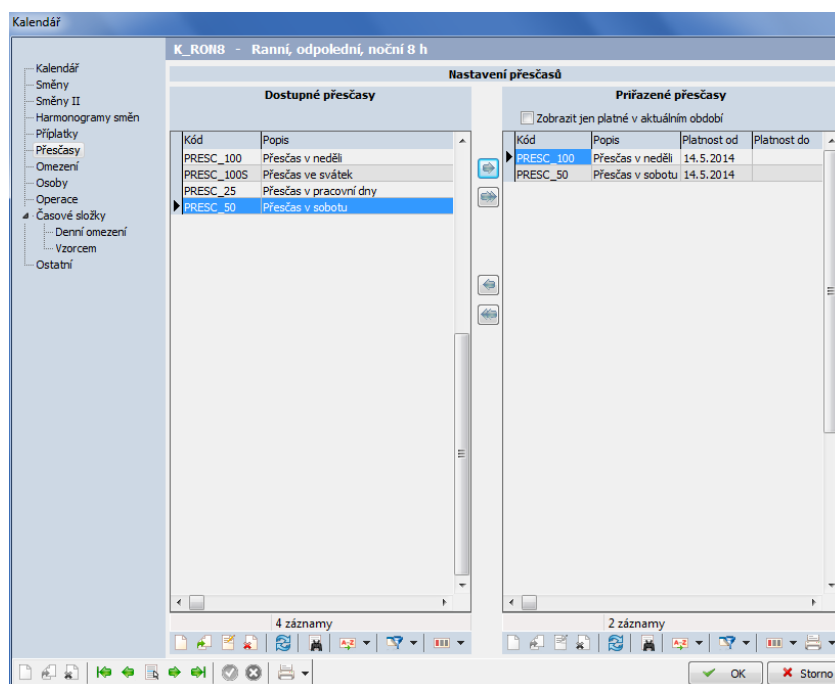 Kalendář
K_RON8 - Ranní, odpolední, noční 8 h
Kalendář
Směny
Směny II
Harmonogramy směn
Příplatky
Přesčasy
Omezení
Osoby
Operace
Časové složky
Denní omezení
Vzorcem
Ostatní
Nastavení přesčasů
Dostupné přesčasy
Kód Popis
PRESC_100 Přesčas v neděli
PRESC_100S Přesčas ve svátek
PRESC_25 Přesčas v pracovní dny
PRESC_50 Přesčas v sobotu
4 záznamy
Přiřazené přesčasy
Zobrazit jen platné v aktuálním období
Kód Popis Platnost od Platnost do
PRESC_100 Přesčas v neděli 14.5.2014
PRESC_50 Přesčas v sobotu 14.5.2014
2 záznamy
A-Z
A-Z
OK Storno